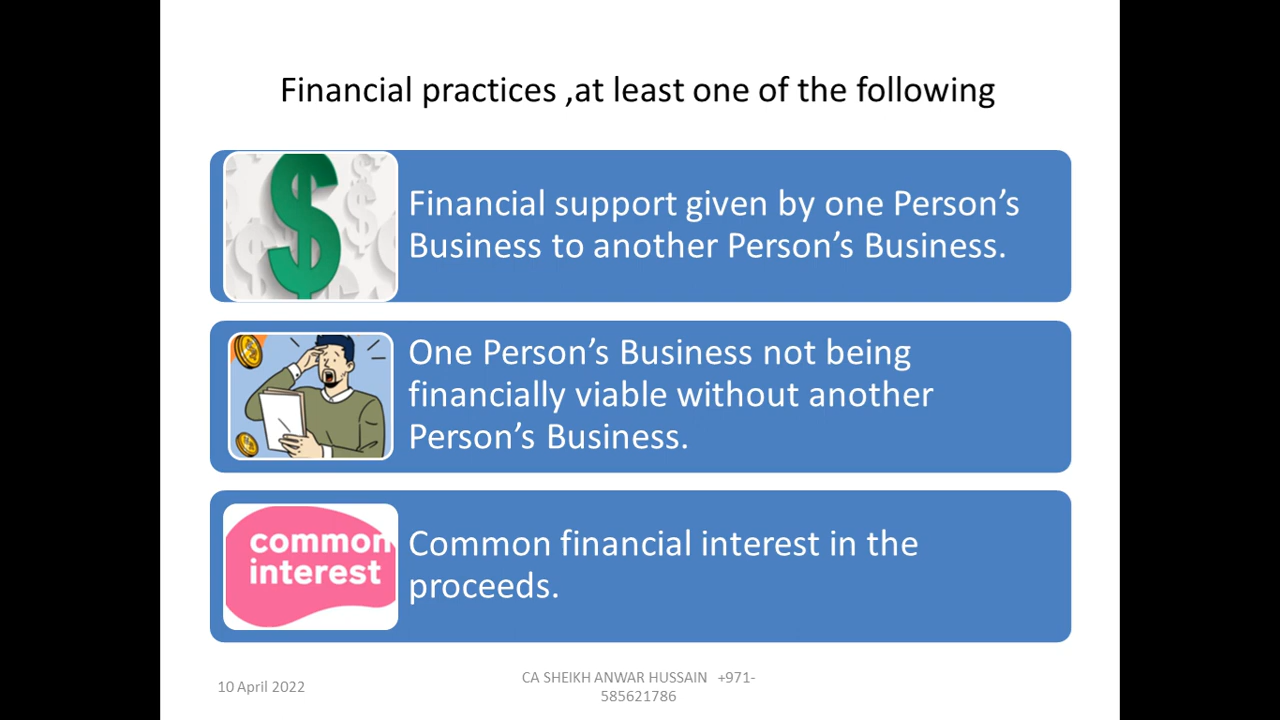 Financial practices ,at least one of the following
Financial support given by one Person’s
Business to another Person’s Business.
One Person’s Business not being
financially viable without another
Person’s Business.
common
interest
Common financial interest in the
proceeds.
10 April 2022
CA SHEIKH ANWAR HUSSAIN +971-
585621786